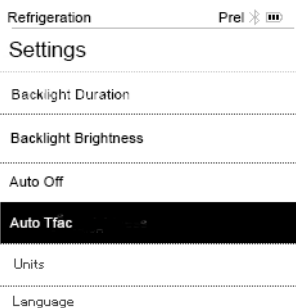 Refrigeration Prel
Settings
Backlight Duration
Backlight Brightness
Auto Off
Auto Tfac
Units
Language